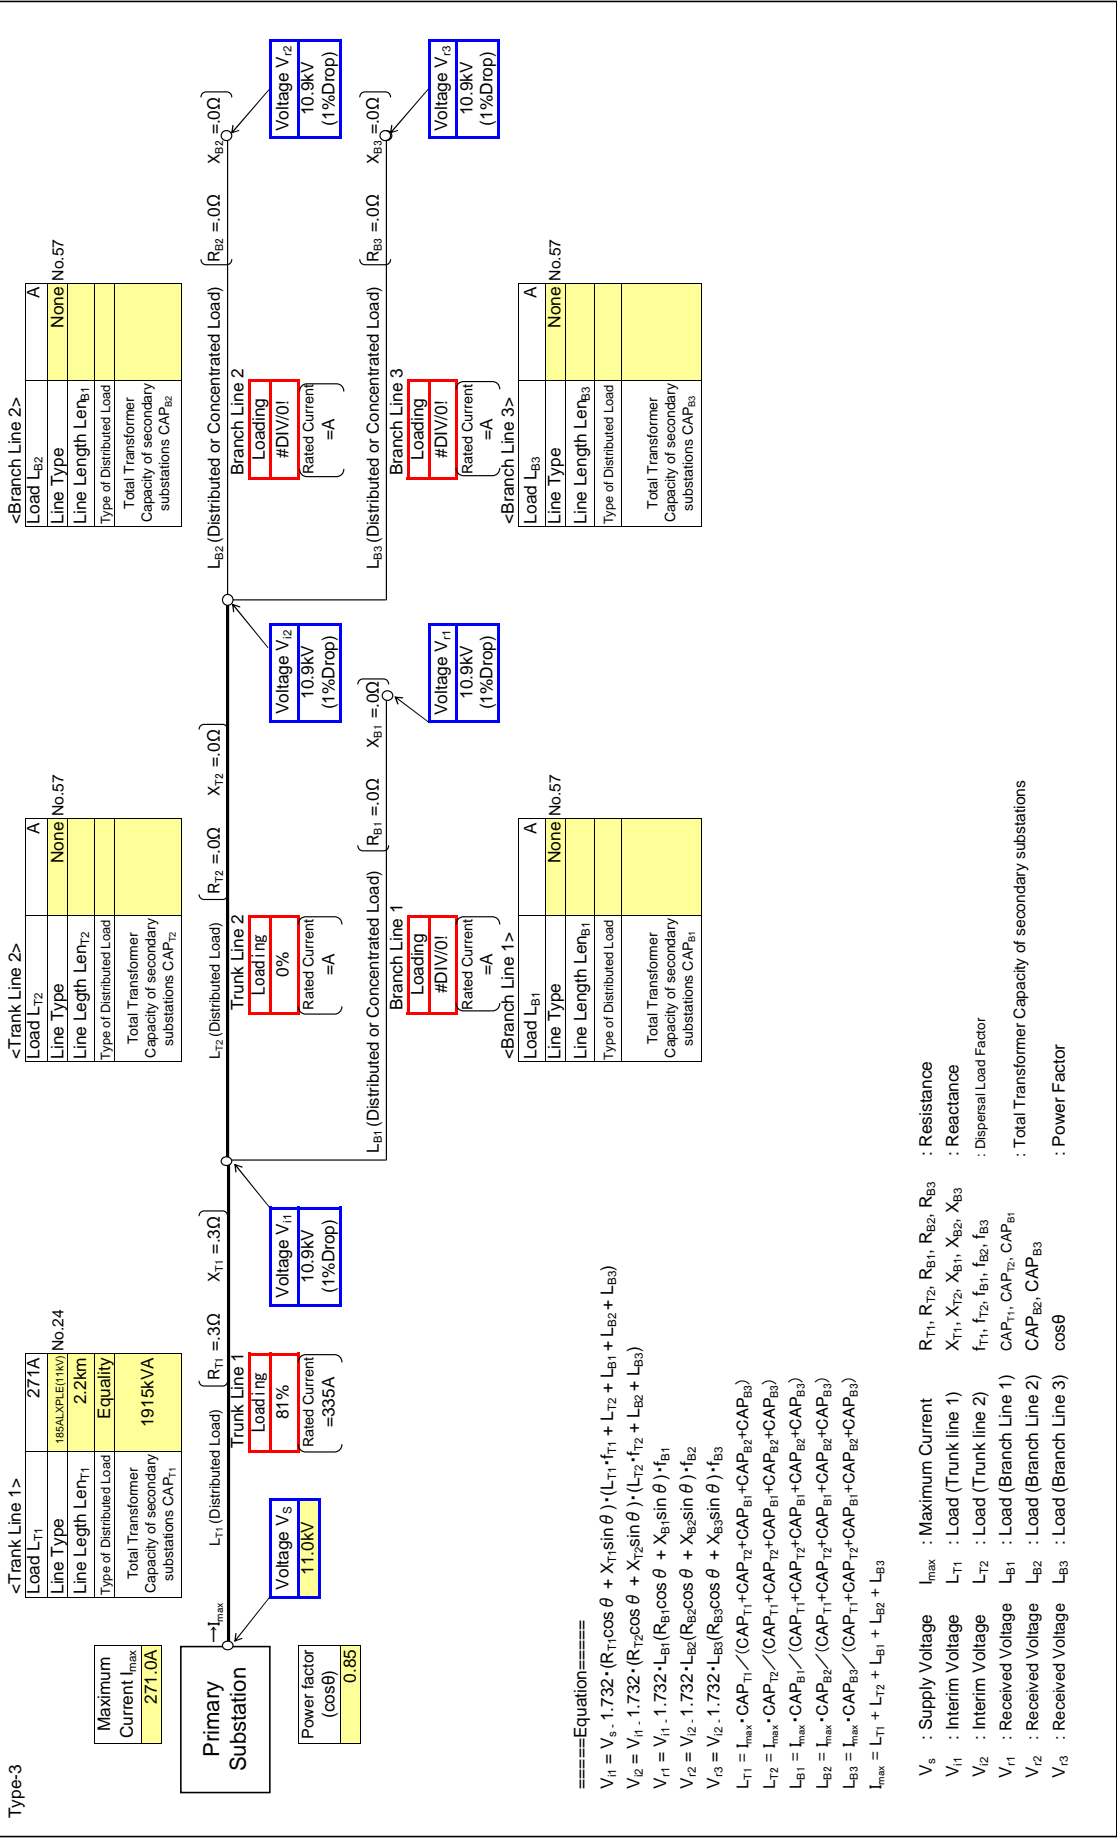 Type-3
Maximum
Current Imax
271.0A
Primary
Substation
Power factor
(cosθ)
0.85
→Imax
Voltage VS
11.0kV
<Trank Line 1>
Load LT1 271A
Line Type 185ALXPLE(11kV) No.24
Line Length LenT1 2.2km
Type of Distributed Load Equality
Total Transformer
Capacity of secondary
substations CAPT1
1915kVA
LT1 (Distributed Load) RT1 =.3Ω XT1 =.3Ω
Trunk Line 1
Loading
81%
Rated Current
=335A
Voltage Vi1
10.9kV
(1%Drop)
<Trank Line 2>
Load LT2 A
Line Type None No.57
Line Legth LenT2
Type of Distributed Load
Total Transformer
Capacity of secondary
substations CAPT2
LT2 (Distributed Load) RT2 =.0Ω XT2 =.0Ω
Trunk Line 2
Loading
0%
Rated Current
=A
Voltage Vi2
10.9kV
(1%Drop)
LB1 (Distributed or Concentrated Load) RB1 =.0Ω XB1 =.0Ω
Branch Line 1
Loading
#DIV/0!
Rated Current
=A
Voltage Vr1
10.9kV
(1%Drop)
<Branch Line 1>
Load LB1 A
Line Type None No.57
Line Length LenB1
Type of Distributed Load
Total Transformer
Capacity of secondary
substations CAPB1
<Branch Line 2>
Load LB2 A
Line Type None No.57
Line Length LenB1
Type of Distributed Load
Total Transformer
Capacity of secondary
substations CAPB2
LB2 (Distributed or Concentrated Load) RB2 =.0Ω XB2 =.0Ω
Branch Line 2
Loading
#DIV/0!
Rated Current
=A
Voltage Vr2
10.9kV
(1%Drop)
LB3 (Distributed or Concentrated Load) RB3 =.0Ω XB3 =.0Ω
Branch Line 3
Loading
#DIV/0!
Rated Current
=A
Voltage Vr3
10.9kV
(1%Drop)
<Branch Line 3>
Load LB3 A
Line Type None No.57
Line Length LenB3
Type of Distributed Load
Total Transformer
Capacity of secondary
substations CAPB3
=====Equation=====
Vi1 = VS - 1.732・(RT1cosθ + XT1sinθ)・(LT1・fT1 + LT2 + LB1 + LB2 + LB3)
Vi2 = Vi1 - 1.732・(RT2cosθ + XT2sinθ)・(LT2・fT2 + LB2 + LB3)
Vr1 = Vi1 - 1.732・LB1(RB1cosθ + XB1sinθ)・fB1
Vr2 = Vi2 - 1.732・LB2(RB2cosθ + XB2sinθ)・fB2
Vr3 = Vi2 - 1.732・LB3(RB3cosθ + XB3sinθ)・fB3
LT1 = Imax・CAPT1／(CAPT1+CAPT2+CAPB1+CAPB2+CAPB3)
LT2 = Imax・CAPT2／(CAPT1+CAPT2+CAPB1+CAPB2+CAPB3)
LB1 = Imax・CAPB1／(CAPT1+CAPT2+CAPB1+CAPB2+CAPB3)
LB2 = Imax・CAPB2／(CAPT1+CAPT2+CAPB1+CAPB2+CAPB3)
LB3 = Imax・CAPB3／(CAPT1+CAPT2+CAPB1+CAPB2+CAPB3)
Imax = LT1 + LT2 + LB1 + LB2 + LB3
Vs : Supply Voltage Imax : Maximum Current RT1, RT2, RB1, RB2, RB3 : Resistance
Vi1 : Interim Voltage LT1 : Load (Trunk line 1) XT1, XT2, XB1, XB2, XB3 : Reactance
Vi2 : Interim Voltage LT2 : Load (Trunk line 2) fT1, fT2, fB1, fB2, fB3 : Dispersal Load Factor
Vr1 : Received Voltage LB1 : Load (Branch Line 1) CAPT1, CAPT2, CAPB1 : Total Transformer Capacity of secondary substations
Vr2 : Received Voltage LB2 : Load (Branch Line 2) CAPB2, CAPB3
Vr3 : Received Voltage LB3 : Load (Branch Line 3) cosθ : Power Factor